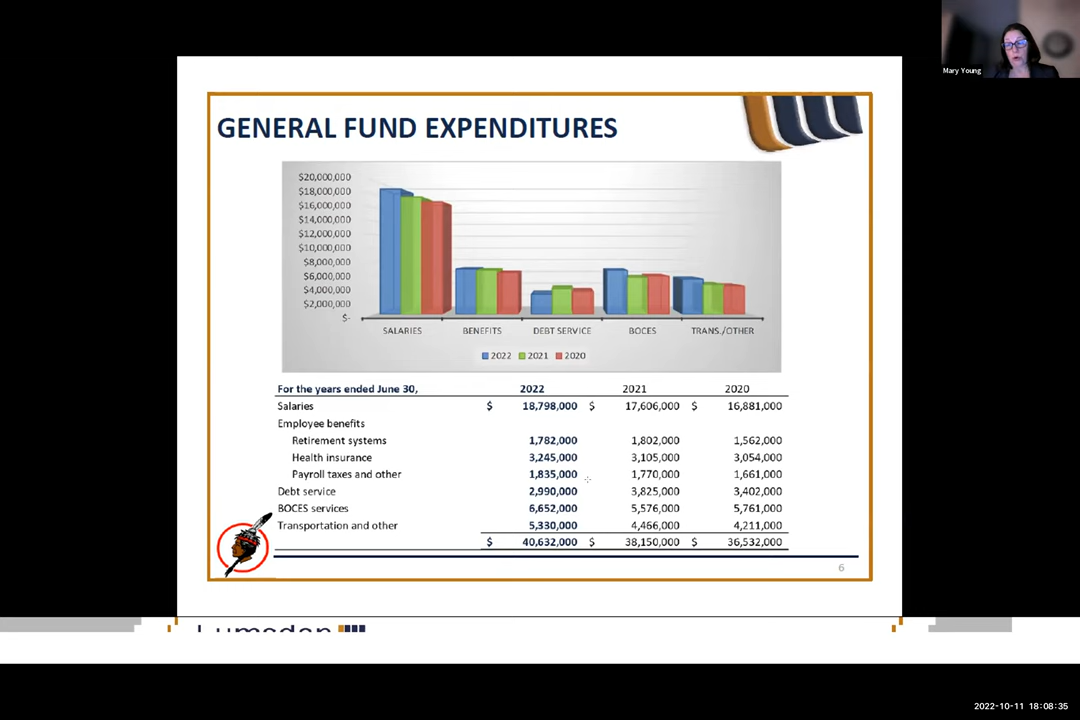 Mary Young
GENERAL FUND EXPENDITURES
$20,000,000
$18,000,000
$16,000,000
$14,000,000
$12,000,000
$10,000,000
$8,000,000
$6,000,000
$4,000,000
$2,000,000
$-
SALARIES BENEFITS DEBT SERVICE BOCES TRANS./OTHER
2022 2021 2020
For the years ended June 30, 2022 2021 2020
Salaries $ 18,798,000 $ 17,606,000 $ 16,881,000
Employee benefits
Retirement systems 1,782,000 1,802,000 1,562,000
Health insurance 3,245,000 3,105,000 3,054,000
Payroll taxes and other 1,835,000 1,770,000 1,661,000
Debt service 2,990,000 3,825,000 3,402,000
BOCES services 6,652,000 5,576,000 5,761,000
Transportation and other 5,330,000 4,466,000 4,211,000
$ 40,632,000 $ 38,150,000 $ 36,532,000
6
2022-10-11 18:08:35